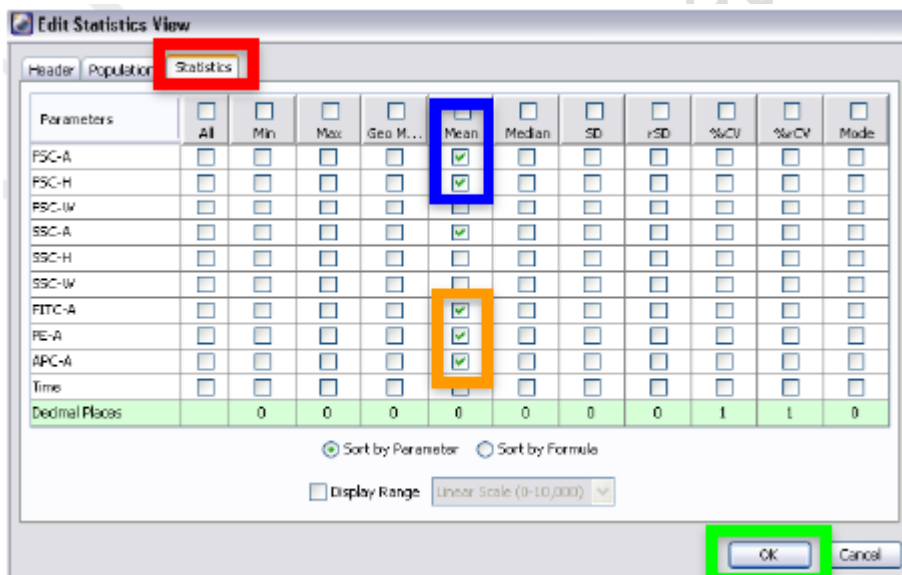 Edit Statistics View
Header Population Statistics
Parameters All Min Max Geo M... Mean Median SD rSD %CV %rCV Mode
FSC-A
FSC-H
FSC-W
SSC-A
SSC-H
SSC-W
FITC-A
PE-A
APC-A
Time
Decimal Places 0 0 0 0 0 0 0 1 1 0
Sort by Parameter Sort by Formula
Display Range Linear Scale (0-10,000)
OK Cancel